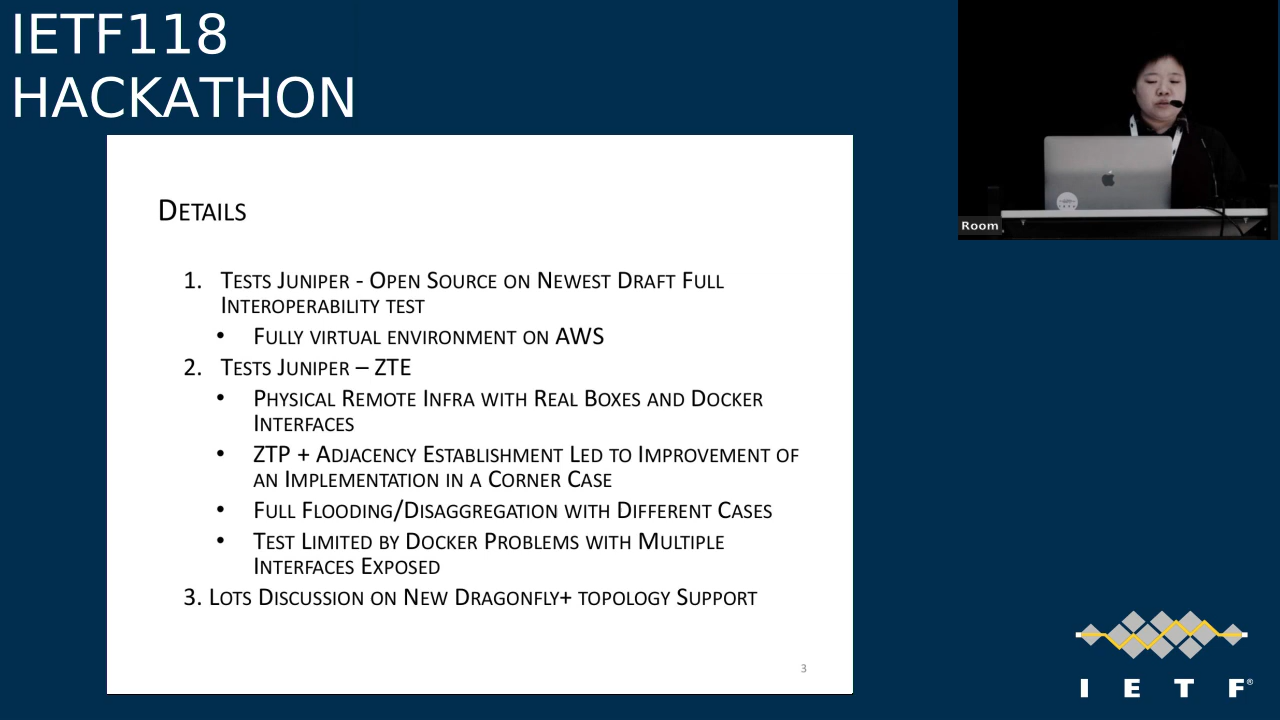 IETF118
HACKATHON
Room
DETAILS
1. TESTS JUNIPER - OPEN SOURCE ON NEWEST DRAFT FULL
INTEROPERABILITY TEST
• FULLY VIRTUAL ENVIRONMENT ON AWS
2. TESTS JUNIPER – ZTE
• PHYSICAL REMOTE INFRA WITH REAL BOXES AND DOCKER
INTERFACES
• ZTP + ADJACENCY ESTABLISHMENT LED TO IMPROVEMENT OF
AN IMPLEMENTATION IN A CORNER CASE
• FULL FLOODING/DISAGGREGATION WITH DIFFERENT CASES
• TEST LIMITED BY DOCKER PROBLEMS WITH MULTIPLE
INTERFACES EXPOSED
3. LOTS DISCUSSION ON NEW DRAGONFLY+ TOPOLOGY SUPPORT
3
I E T F®